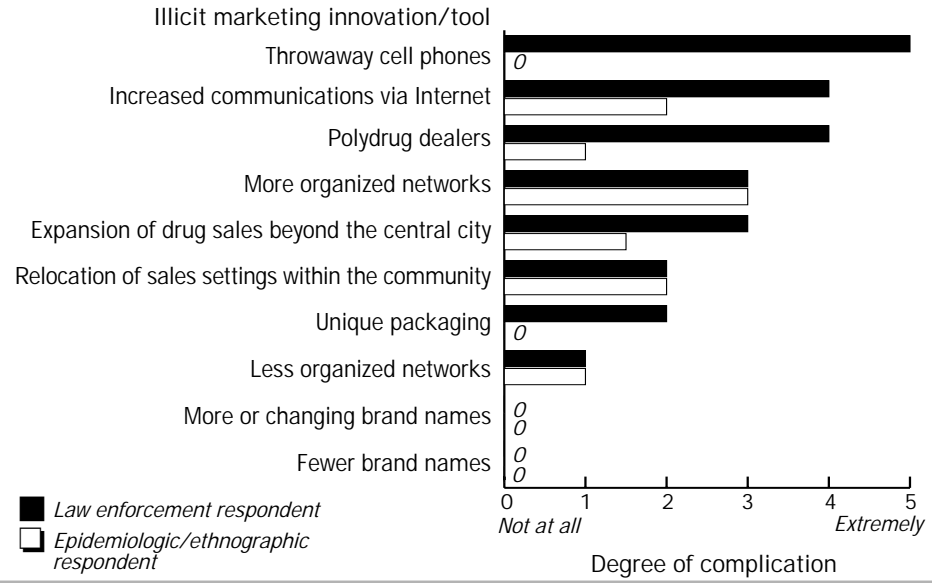 Illicit marketing innovation/tool
Throwaway cell phones
0
Increased communications via Internet
Polydrug dealers
More organized networks
Expansion of drug sales beyond the central city
Relocation of sales settings within the community
Unique packaging
0
Less organized networks
More or changing brand names
0
0
Fewer brand names
0
0
0 1 2 3 4 5
Not at all Extremely
Degree of complication
Law enforcement respondent
Epidemiologic/ethnographic
respondent